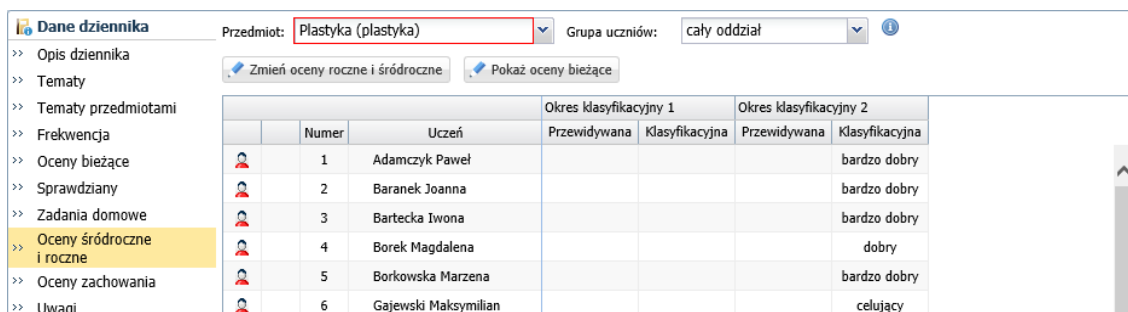 Dane dziennika
Opis dziennika
Tematy
Tematy przedmiotami
Frekwencja
Oceny bieżące
Sprawdziany
Zadania domowe
Oceny śródroczne
i roczne
Oceny zachowania
Uwagi
Przedmiot: Plastyka (plastyka) Grupa uczniów: cały oddział
Zmień oceny roczne i śródroczne Pokaż oceny bieżące
Okres klasyfikacyjny 1 Okres klasyfikacyjny 2
Numer Uczeń Przewidywana Klasyfikacyjna Przewidywana Klasyfikacyjna
1 Adamczyk Paweł bardzo dobry
2 Baranek Joanna bardzo dobry
3 Bartecka Iwona bardzo dobry
4 Borek Magdalena dobry
5 Borkowska Marzena bardzo dobry
6 Gajewski Maksymilian celujący